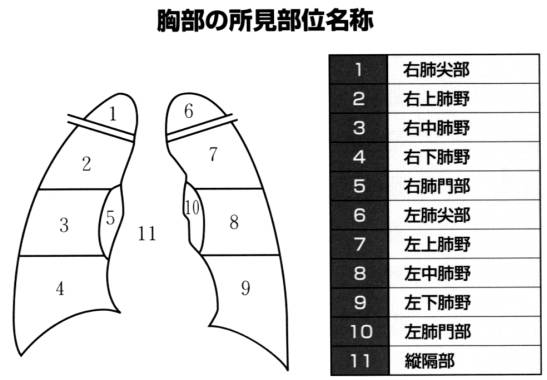 胸部の所見部位名称
1
6
2
7
3
5
10
8
11
4
9
1 右肺尖部
2 右上肺野
3 右中肺野
4 右下肺野
5 右肺門部
6 左肺尖部
7 左上肺野
8 左中肺野
9 左下肺野
10 左肺門部
11 縦隔部